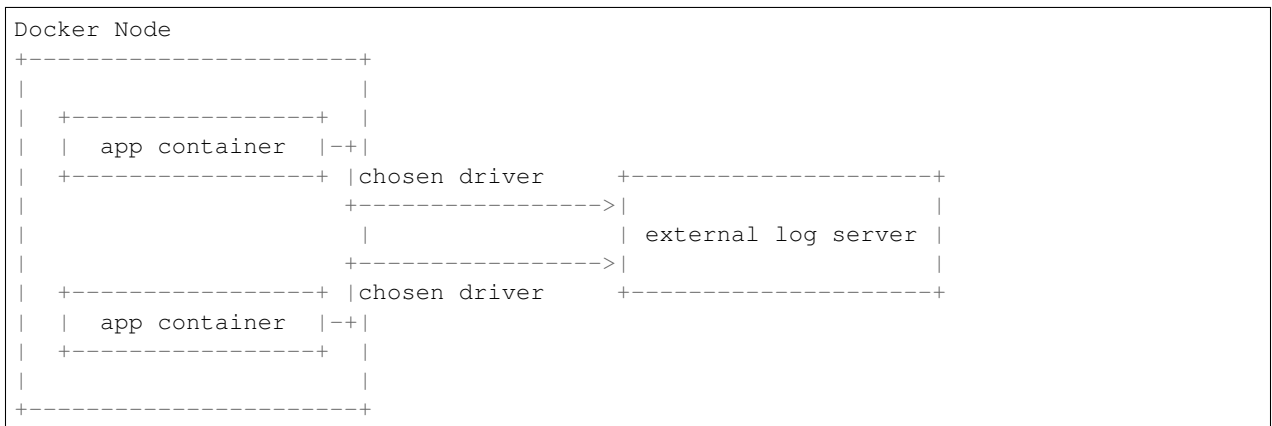 Docker Node
+-----------------------+
|                       |
|  +-----------------+  |
|  |  app container  |-+|
|  +-----------------+ |chosen driver     +---------------------+
|                      +----------------->|                     |
|                       |                 | external log server |
|                      +----------------->|                     |
|  +-----------------+ |chosen driver     +---------------------+
|  |  app container  |-+|
|  +-----------------+  |
|                       |
+-----------------------+